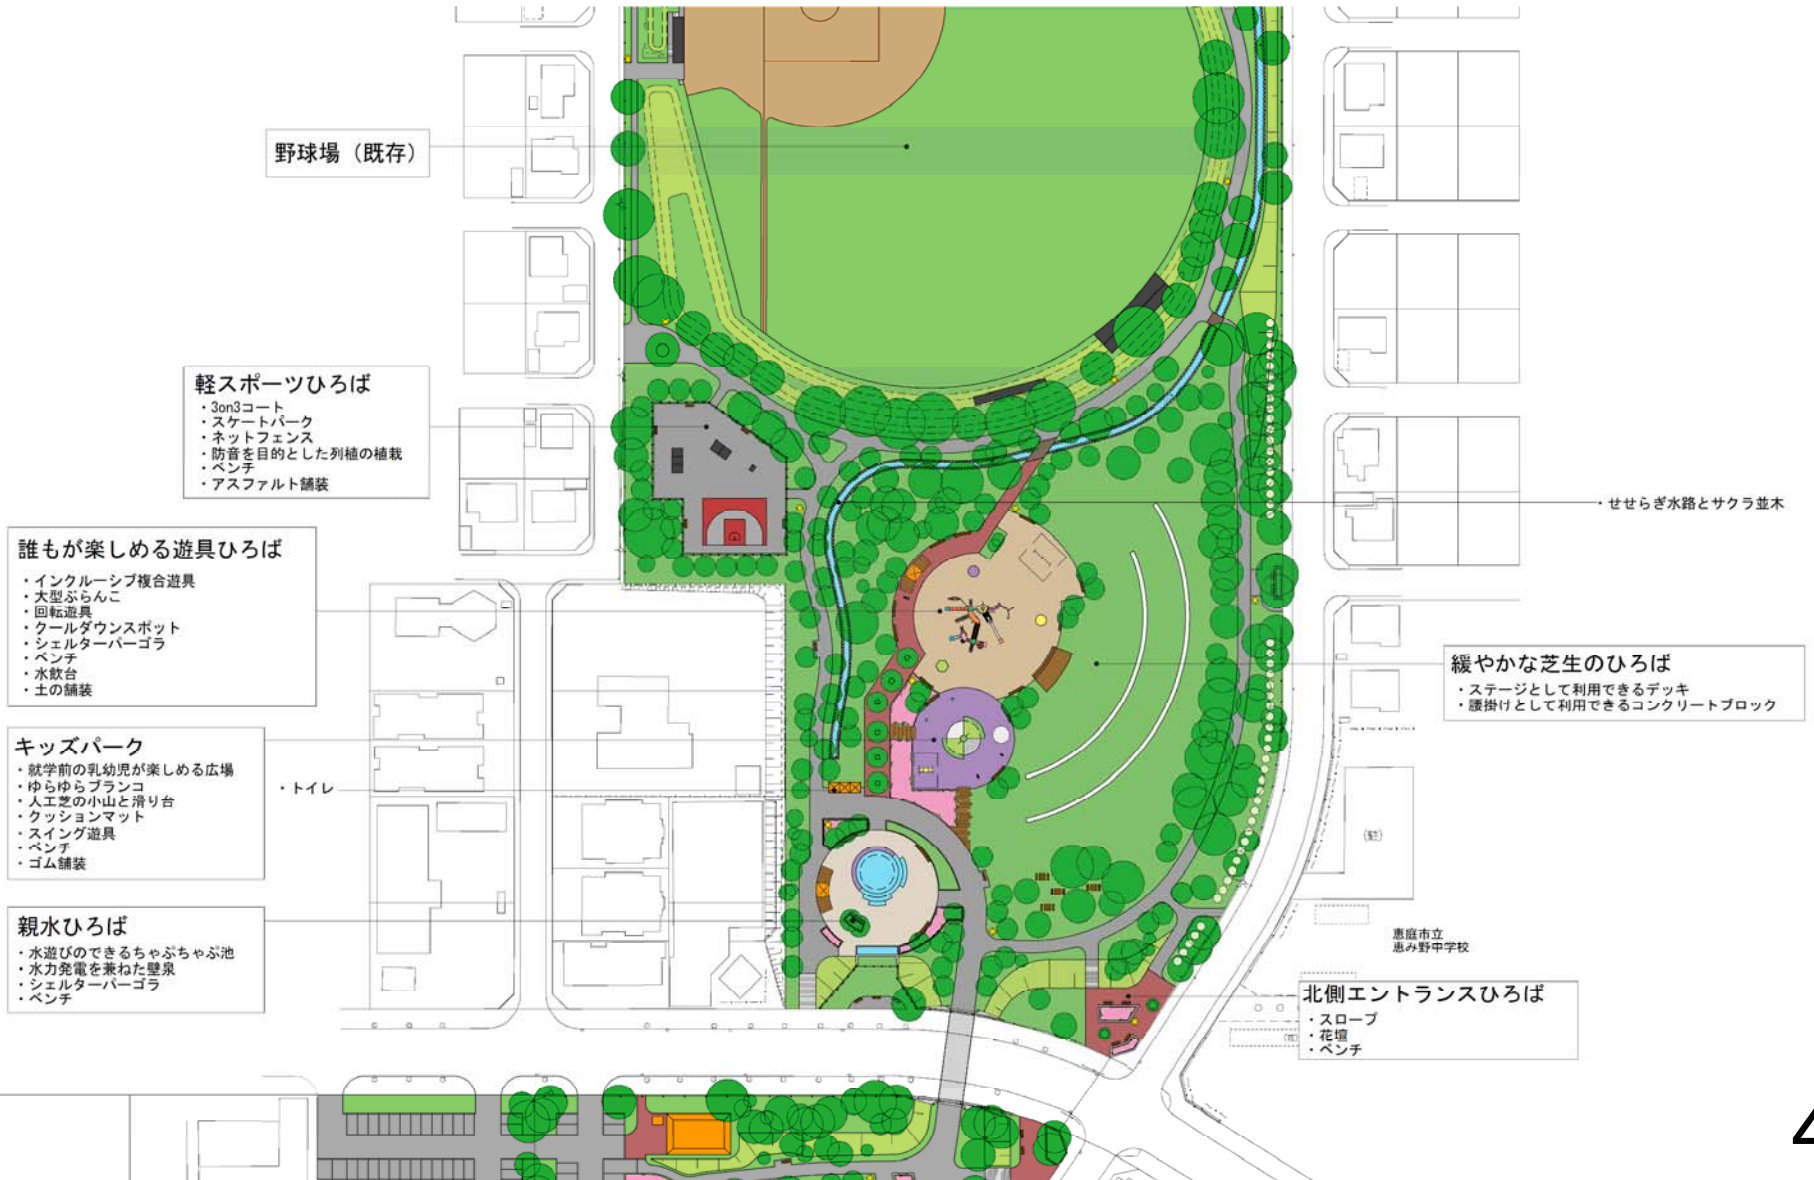 野球場（既存）
軽スポーツひろば
・3on3コート
・スケートパーク
・ネットフェンス
・防音を目的とした列植の植栽
・ベンチ
・アスファルト舗装
誰もが楽しめる遊具ひろば
・インクルーシブ複合遊具
・大型ぶらんこ
・回転遊具
・クールダウンスポット
・シェルターパーゴラ
・ベンチ
・水飲台
・土の舗装
キッズパーク
・就学前の乳幼児が楽しめる広場
・ゆらゆらブランコ
・人工芝の小山と滑り台
・クッションマット
・スイング遊具
・ベンチ
・ゴム舗装
・トイレ
親水ひろば
・水遊びのできるちゃぷちゃぷ池
・水力発電を兼ねた壁泉
・シェルターパーゴラ
・ベンチ
・せせらぎ水路とサクラ並木
緩やかな芝生のひろば
・ステージとして利用できるデッキ
・腰掛けとして利用できるコンクリートブロック
恵庭市立
恵み野中学校
北側エントランスひろば
・スロープ
・花壇
・ベンチ
4